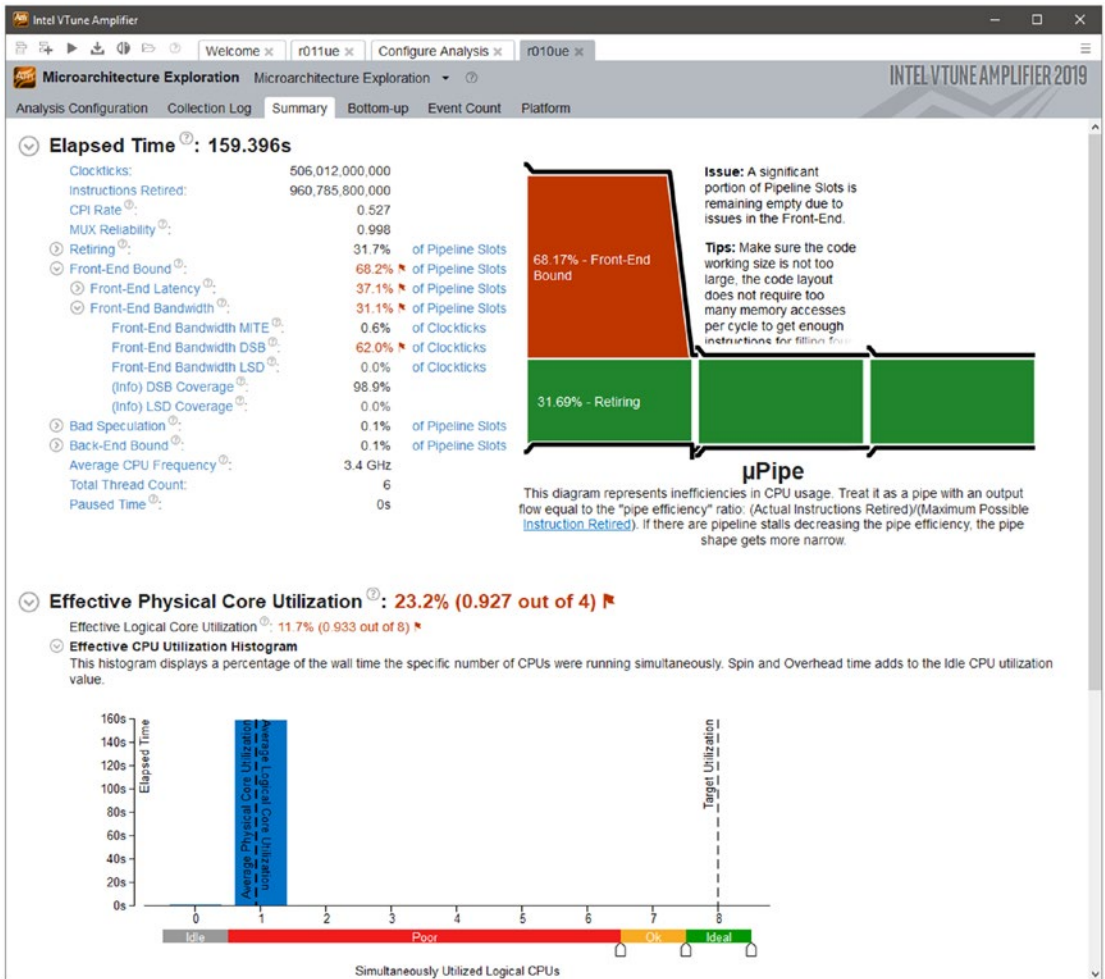 Intel VTune Amplifier
Welcome × r011ue × Configure Analysis × r010ue ×
Microarchitecture Exploration Microarchitecture Exploration
INTEL VTUNE AMPLIFIER 2019
Analysis Configuration Collection Log Summary Bottom-up Event Count Platform
Elapsed Time ?: 159.396s
Clockticks: 506,012,000,000
Instructions Retired: 960,785,800,000
CPI Rate ?: 0.527
MUX Reliability ?: 0.998
Retiring ?: 31.7% of Pipeline Slots
Front-End Bound ?: 68.2% of Pipeline Slots
Front-End Latency ?: 37.1% of Pipeline Slots
Front-End Bandwidth ?: 31.1% of Pipeline Slots
Front-End Bandwidth MITE ?: 0.6% of Clockticks
Front-End Bandwidth DSB ?: 62.0% of Clockticks
Front-End Bandwidth LSD ?: 0.0% of Clockticks
(Info) DSB Coverage ?: 98.9%
(Info) LSD Coverage ?: 0.0%
Bad Speculation ?: 0.1% of Pipeline Slots
Back-End Bound ?: 0.1% of Pipeline Slots
Average CPU Frequency ?: 3.4 GHz
Total Thread Count: 6
Paused Time ?: 0s
68.17% - Front-End
Bound
31.69% - Retiring
Issue: A significant
portion of Pipeline Slots is
remaining empty due to
issues in the Front-End.
Tips: Make sure the code
working size is not too
large, the code layout
does not require too
many memory accesses
per cycle to get enough
instructions for filling four
µPipe
This diagram represents inefficiencies in CPU usage. Treat it as a pipe with an output
flow equal to the "pipe efficiency" ratio: (Actual Instructions Retired)/(Maximum Possible
Instruction Retired). If there are pipeline stalls decreasing the pipe efficiency, the pipe
shape gets more narrow.
Effective Physical Core Utilization ?: 23.2% (0.927 out of 4)
Effective Logical Core Utilization ?: 11.7% (0.933 out of 8)
Effective CPU Utilization Histogram
This histogram displays a percentage of the wall time the specific number of CPUs were running simultaneously. Spin and Overhead time adds to the Idle CPU utilization
value.
160s
140s
120s
100s
80s
60s
40s
20s
0s
Elapsed Time
Average Physical Core Utilization
Average Logical Core Utilization
Target Utilization
0 1 2 3 4 5 6 7 8
Idle Poor Ok Ideal
Simultaneously Utilized Logical CPUs